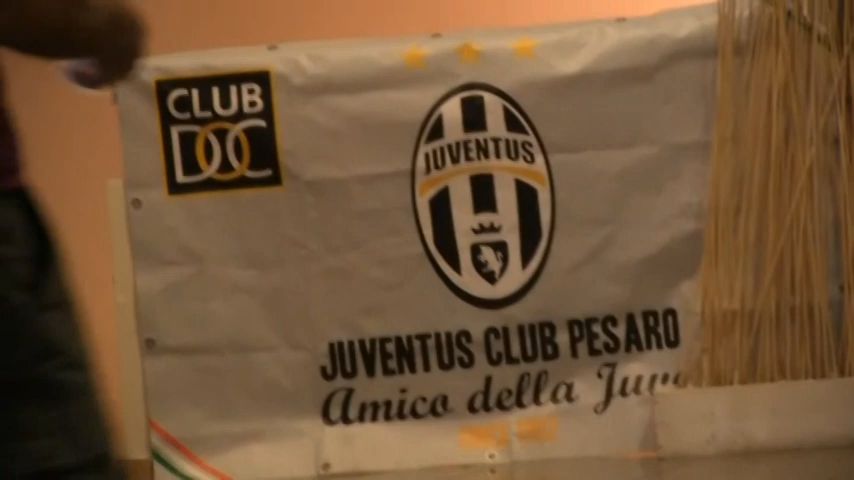 CLUB
DOC
JUVENTUS
JUVENTUS CLUB PESARO
Amico della